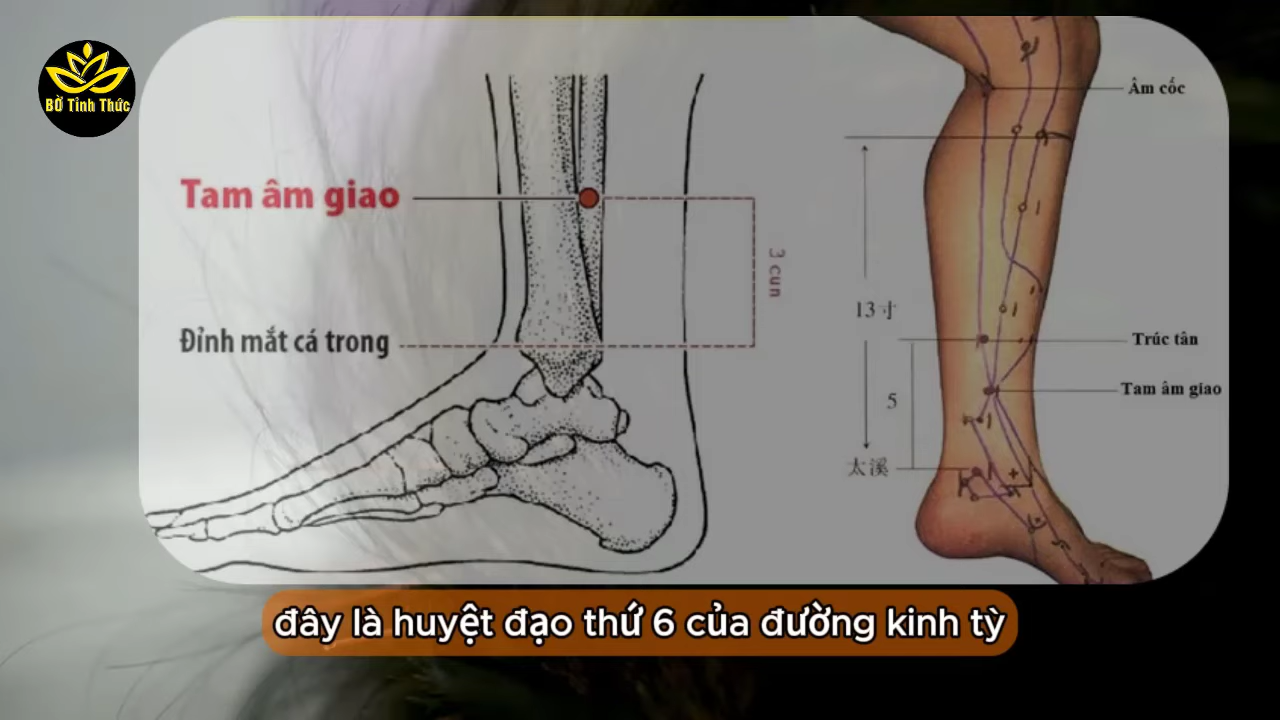 BỜ Tỉnh Thức
Tam âm giao
Đỉnh mắt cá trong
3 cun
Âm cốc
13寸
Trúc tân
Tam âm giao
5
太溪
đây là huyệt đạo thứ 6 của đường kinh tỳ